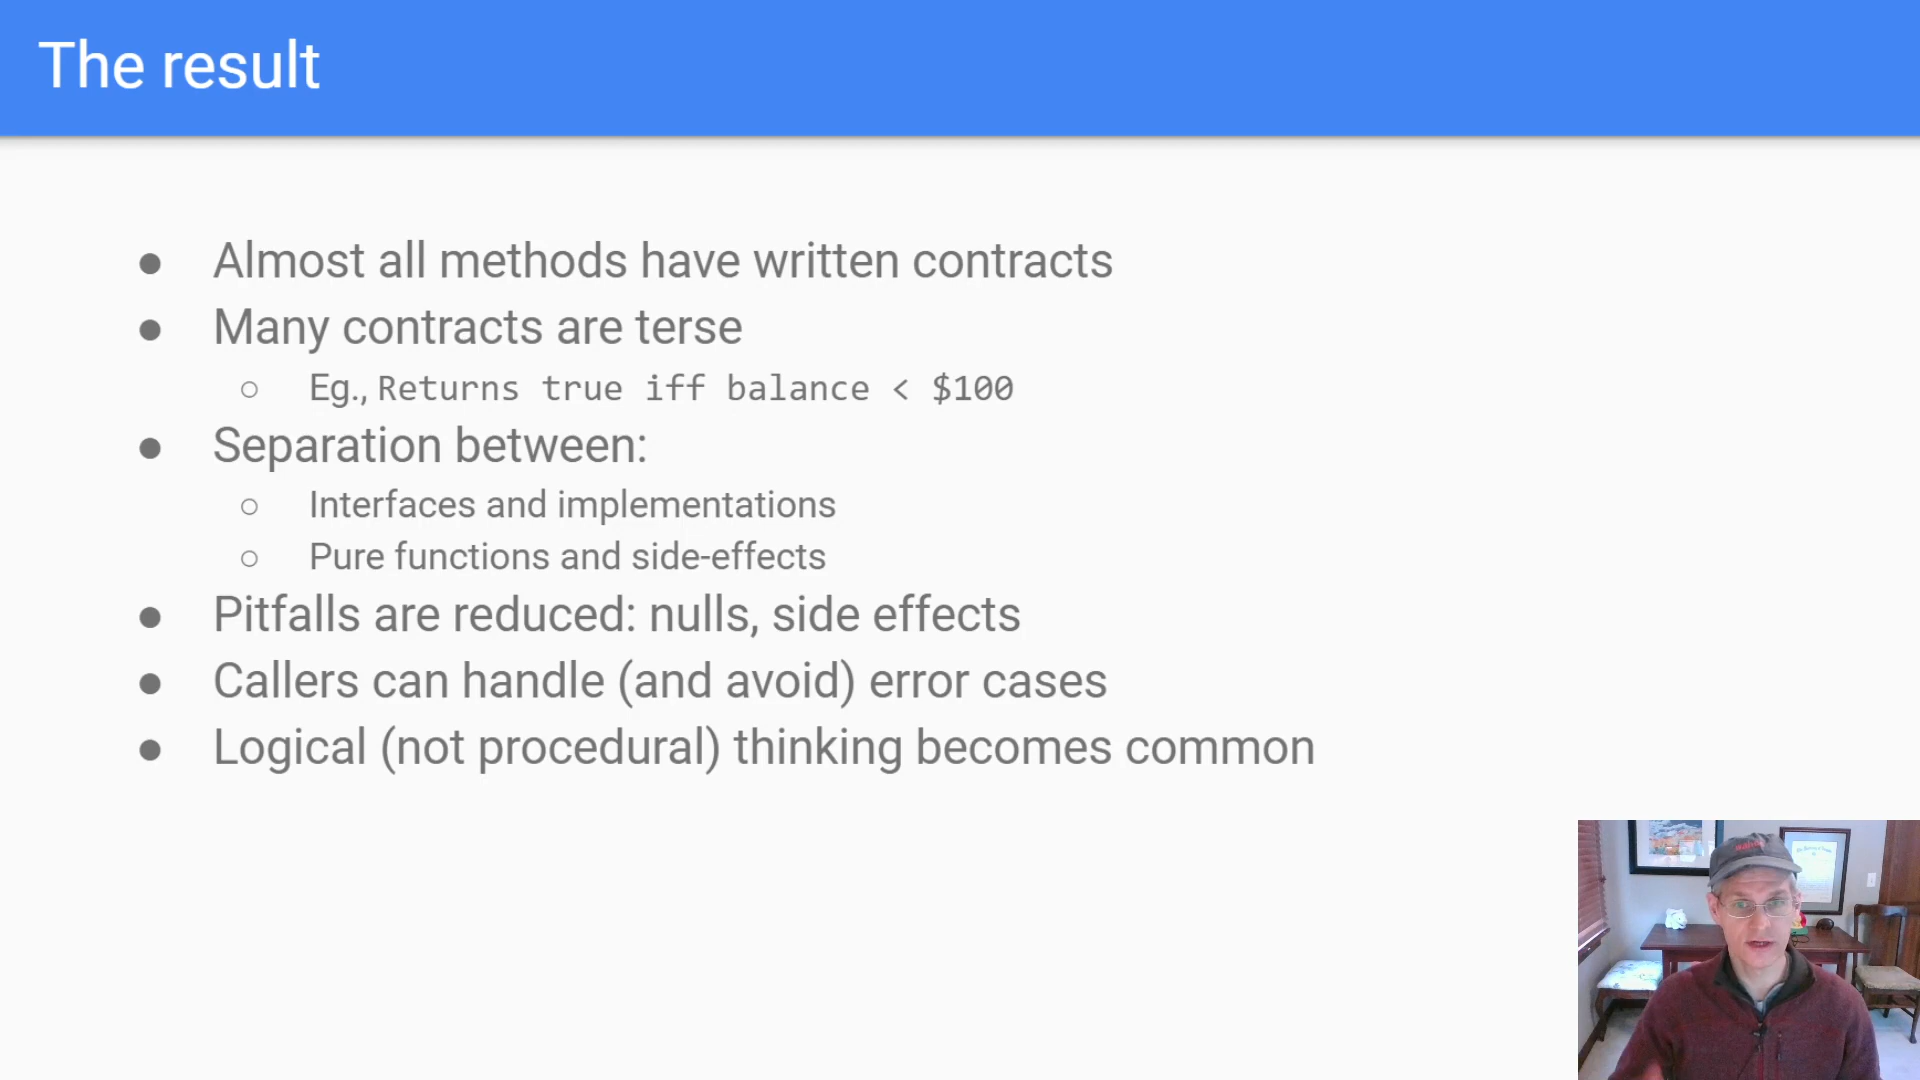 The result
● Almost all methods have written contracts
● Many contracts are terse
○ Eg., Returns true iff balance < $100
● Separation between:
○ Interfaces and implementations
○ Pure functions and side-effects
● Pitfalls are reduced: nulls, side effects
● Callers can handle (and avoid) error cases
● Logical (not procedural) thinking becomes common